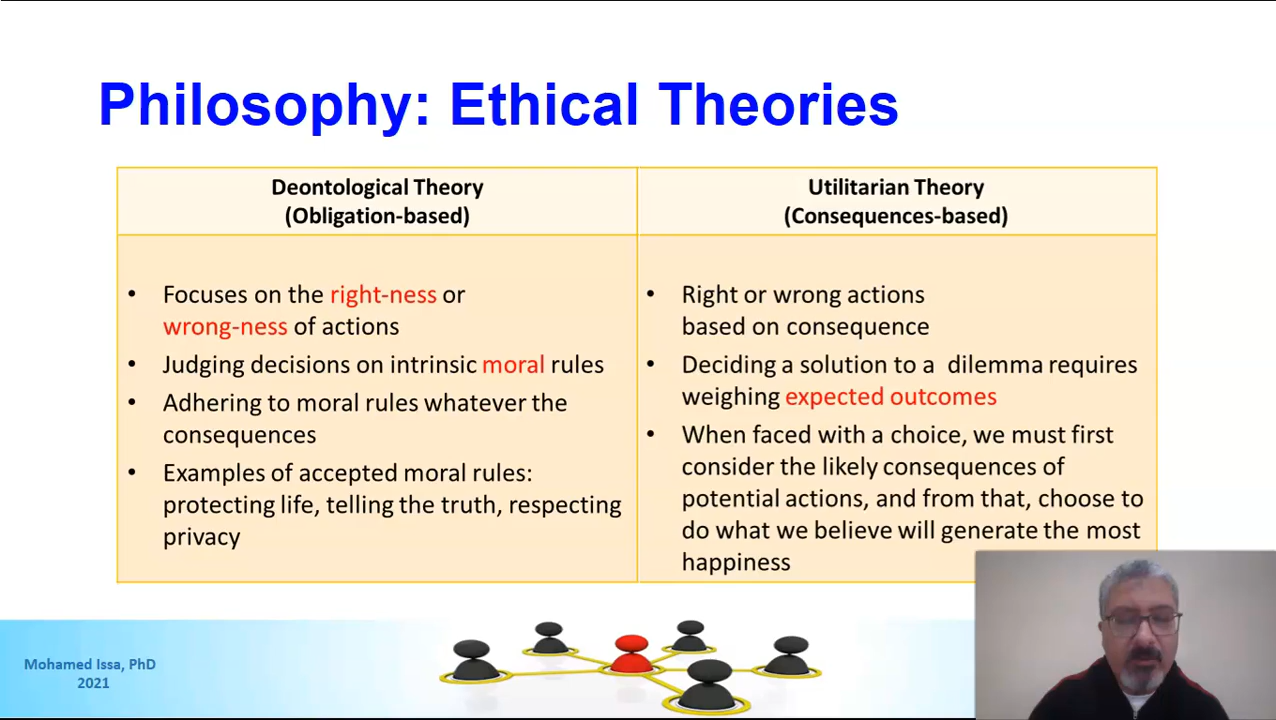 Philosophy: Ethical Theories
Deontological Theory
(Obligation-based)
• Focuses on the right-ness or
wrong-ness of actions
• Judging decisions on intrinsic moral rules
• Adhering to moral rules whatever the
consequences
• Examples of accepted moral rules:
protecting life, telling the truth, respecting
privacy
Utilitarian Theory
(Consequences-based)
• Right or wrong actions
based on consequence
• Deciding a solution to a dilemma requires
weighing expected outcomes
• When faced with a choice, we must first
consider the likely consequences of
potential actions, and from that, choose to
do what we believe will generate the most
happiness
Mohamed Issa, PhD
2021